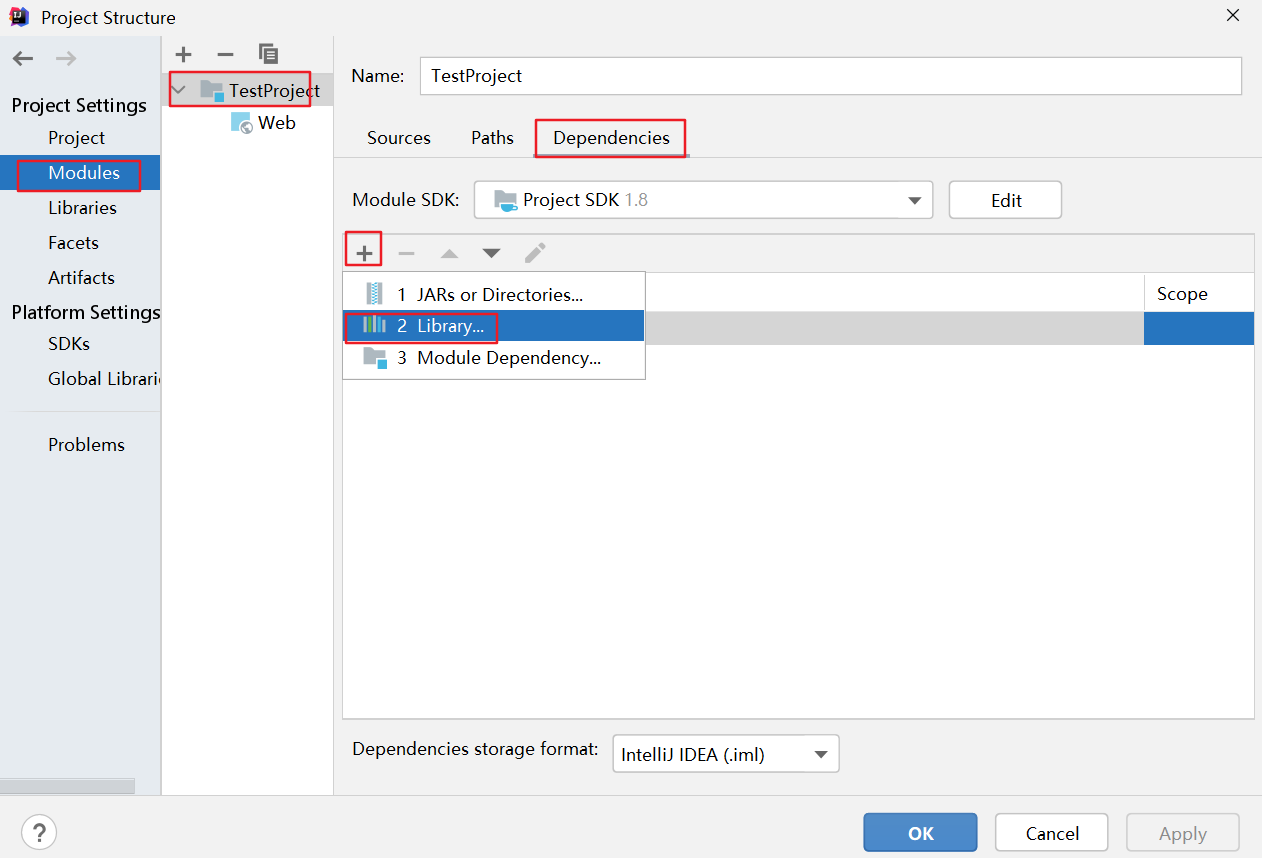 Project Structure
Project Settings
Project
Modules
Libraries
Facets
Artifacts
Platform Settings
SDKs
Global Librari
Problems
TestProject
Web
Name: TestProject
Sources Paths Dependencies
Module SDK: Project SDK 1.8 Edit
1 JARs or Directories...
2 Library...
3 Module Dependency...
Scope
Dependencies storage format: IntelliJ IDEA (.iml)
? OK Cancel Apply